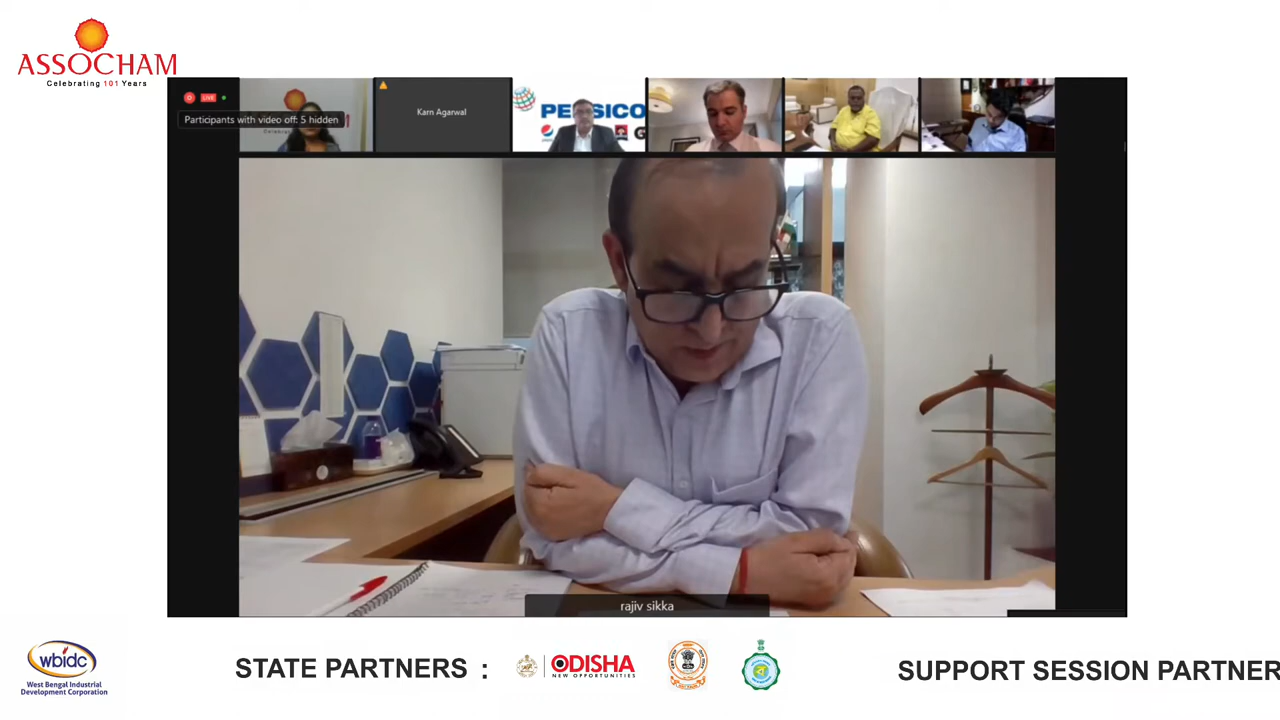 ASSOCHAM
Celebrating 101 Years
LIVE
Participants with video off: 5 hidden
Karn Agarwal
PEPSICO
rajiv sikka
wbidc
West Bengal Industrial
Development Corporation
STATE PARTNERS :
ODISHA
NEW OPPORTUNITIES
SUPPORT SESSION PARTNER